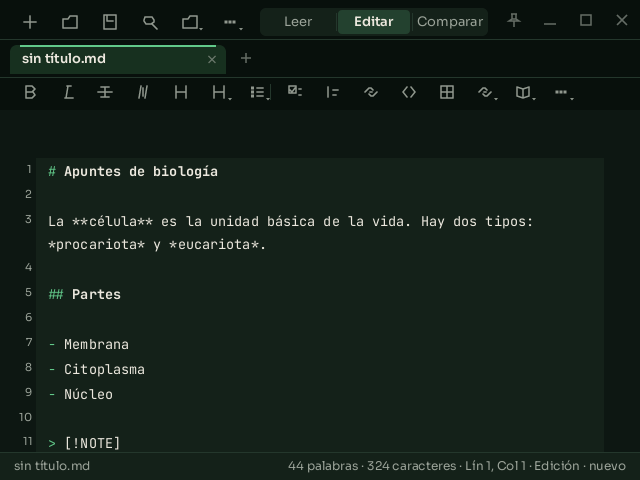 Leer Editar Comparar
sin título.md
1 # Apuntes de biología
2
3 La **célula** es la unidad básica de la vida. Hay dos tipos:
*procariota* y *eucariota*.
4
5 ## Partes
6
7 - Membrana
8 - Citoplasma
9 - Núcleo
10
11 > [!NOTE]
sin título.md 44 palabras · 324 caracteres · Lín 1, Col 1 · Edición · nuevo